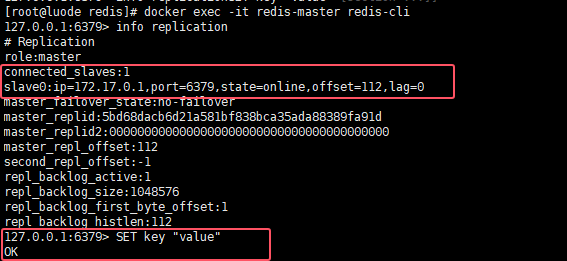 [root@luode redis]# docker exec -it redis-master redis-cli
127.0.0.1:6379> info replication
# Replication
role:master
connected_slaves:1
slave0:ip=172.17.0.1,port=6379,state=online,offset=112,lag=0
master_failover_state:no-failover
master_replid:5bd68dacb6d21a581bf838bca35ada88389fa91d
master_replid2:0000000000000000000000000000000000000000
master_repl_offset:112
second_repl_offset:-1
repl_backlog_active:1
repl_backlog_size:1048576
repl_backlog_first_byte_offset:1
repl_backlog_histlen:112
127.0.0.1:6379> SET key "value"
OK